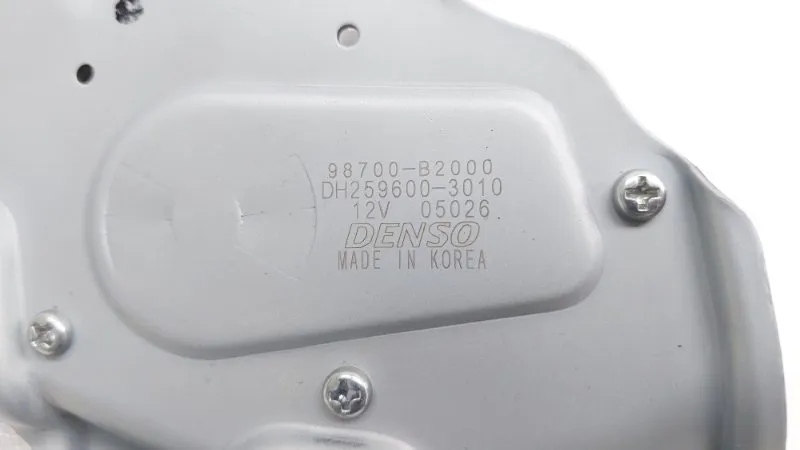 98700-B2000
DH259600-3010
12V 05026
DENSO
MADE IN KOREA